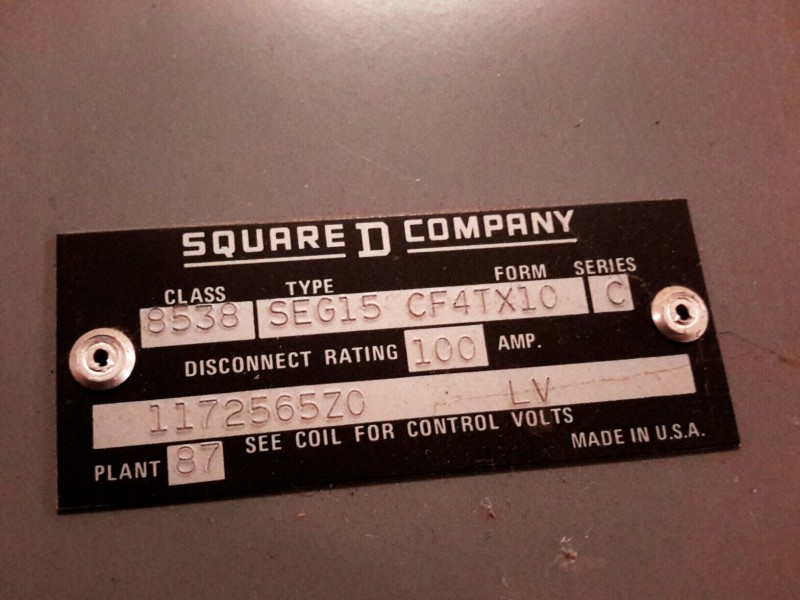 SQUARE D COMPANY
CLASS TYPE FORM SERIES
8538 SEG15 CF4TX10 C
DISCONNECT RATING 100 AMP.
1172565Z0 LV
SEE COIL FOR CONTROL VOLTS
PLANT 87 MADE IN U.S.A.